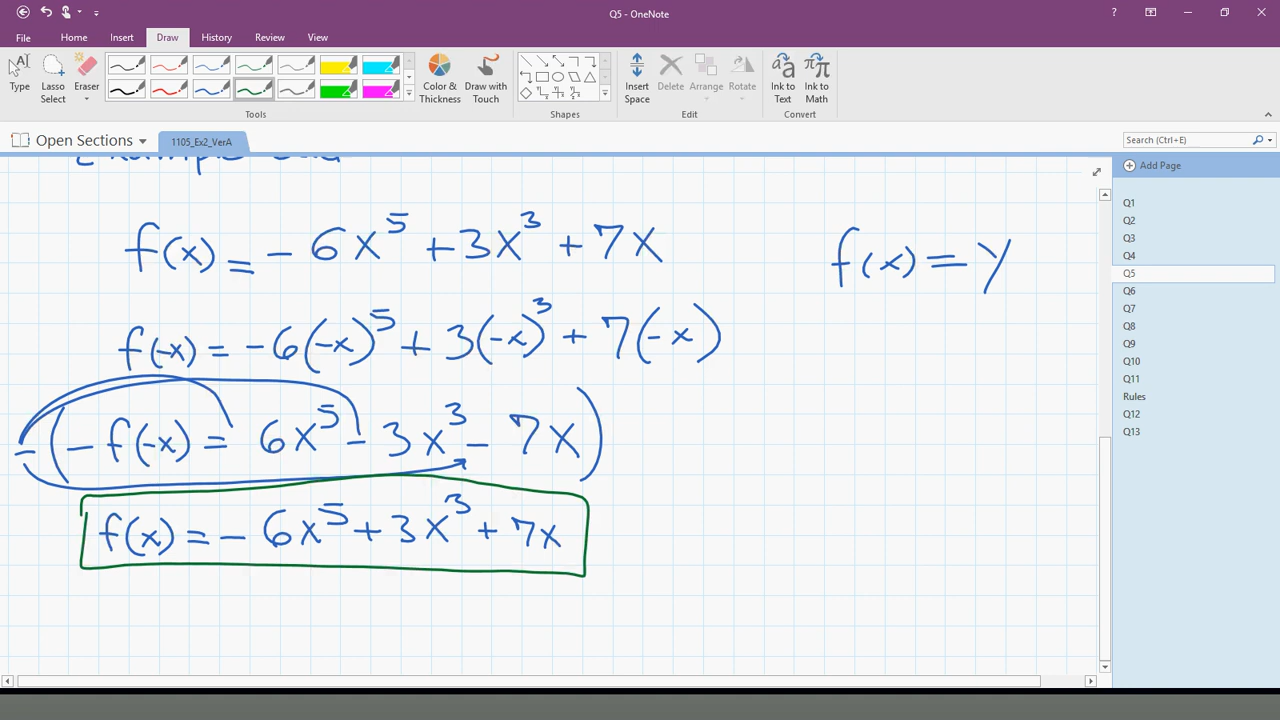 Q5 - OneNote
File Home Insert Draw History Review View
Type
Lasso Select
Eraser
Color & Thickness
Draw with Touch
Insert Space
Delete
Arrange
Rotate
Ink to Text
Ink to Math
Tools
Shapes
Edit
Convert
Open Sections
1105_Ex2_VerA
Search (Ctrl+E)
Add Page
Q1
Q2
Q3
Q4
Q5
Q6
Q7
Q8
Q9
Q10
Q11
Rules
Q12
Q13
f(x) = - 6x^5 + 3x^3 + 7x
f(x) = y
f(-x) = -6(-x)^5 + 3(-x)^3 + 7(-x)
- (- f(-x) = 6x^5 - 3x^3 - 7x)
f(x) = - 6x^5 + 3x^3 + 7x